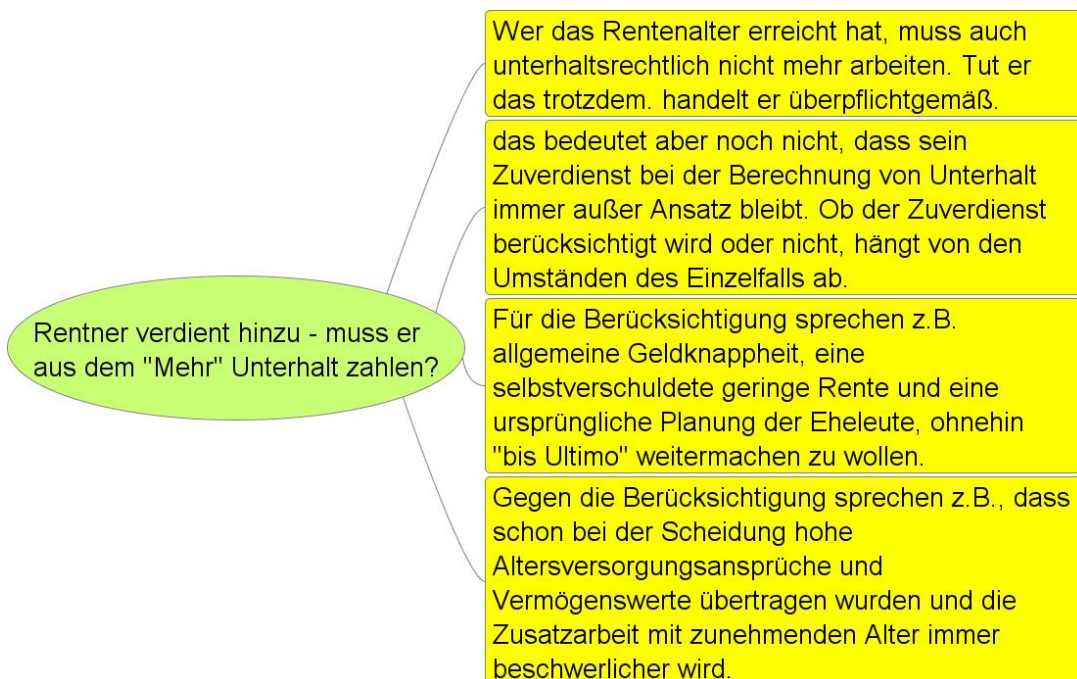 Rentner verdient hinzu - muss er
aus dem "Mehr" Unterhalt zahlen?
Wer das Rentenalter erreicht hat, muss auch
unterhaltsrechtlich nicht mehr arbeiten. Tut er
das trotzdem. handelt er überpflichtgemäß.
das bedeutet aber noch nicht, dass sein
Zuverdienst bei der Berechnung von Unterhalt
immer außer Ansatz bleibt. Ob der Zuverdienst
berücksichtigt wird oder nicht, hängt von den
Umständen des Einzelfalls ab.
Für die Berücksichtigung sprechen z.B.
allgemeine Geldknappheit, eine
selbstverschuldete geringe Rente und eine
ursprüngliche Planung der Eheleute, ohnehin
"bis Ultimo" weitermachen zu wollen.
Gegen die Berücksichtigung sprechen z.B., dass
schon bei der Scheidung hohe
Altersversorgungsansprüche und
Vermögenswerte übertragen wurden und die
Zusatzarbeit mit zunehmenden Alter immer
beschwerlicher wird.